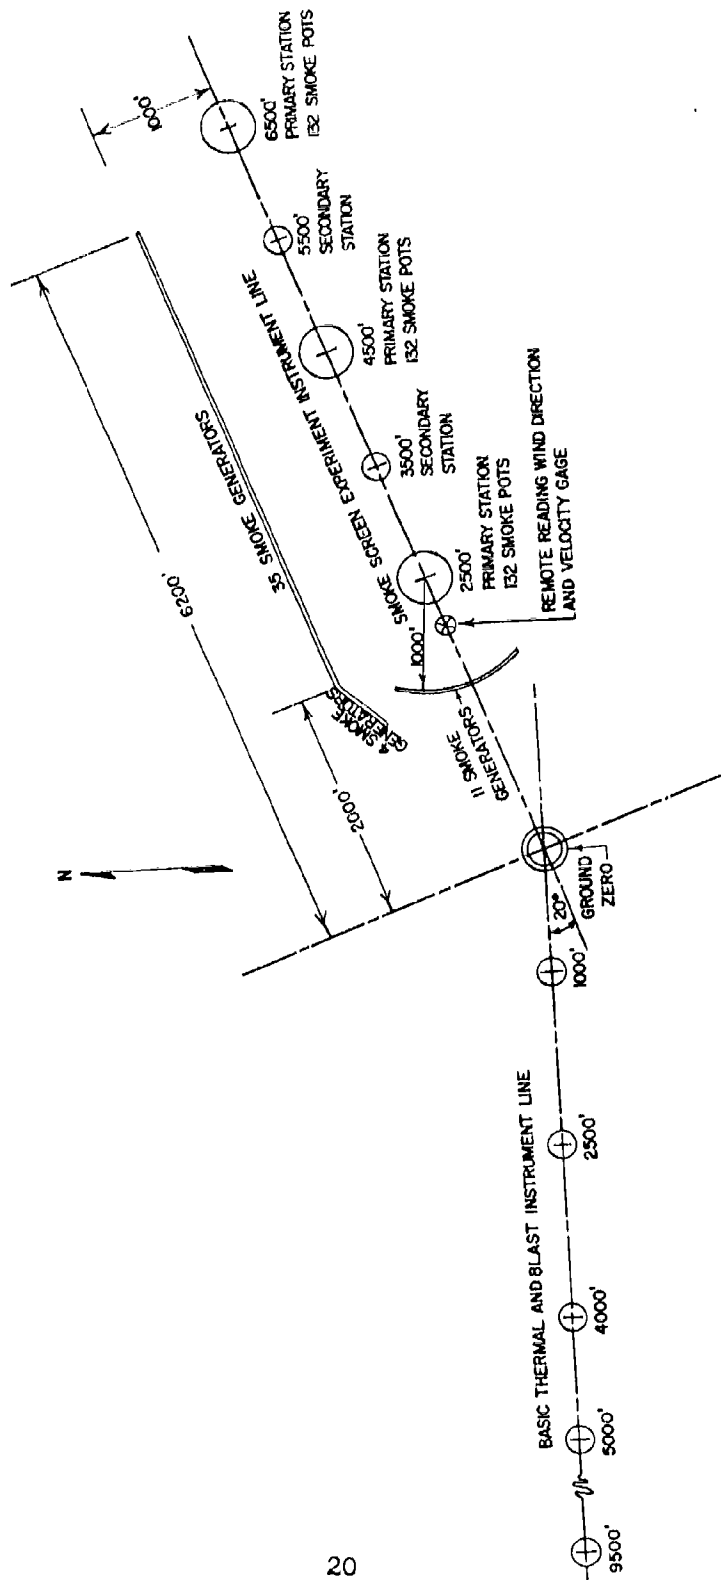 N
1000'
6500'
PRIMARY STATION
132 SMOKE POTS
5500'
SECONDARY
STATION
4500'
PRIMARY STATION
132 SMOKE POTS
3500'
SECONDARY
STATION
2500'
PRIMARY STATION
132 SMOKE POTS
SMOKE SCREEN EXPERIMENT INSTRUMENT LINE
35 SMOKE GENERATORS
6200'
2000'
4 SMOKE
GENERATORS
1000'
REMOTE READING WIND DIRECTION
AND VELOCITY GAGE
11 SMOKE
GENERATORS
20°
GROUND
ZERO
1000'
2500'
4000'
5000'
9500'
BASIC THERMAL AND BLAST INSTRUMENT LINE
20